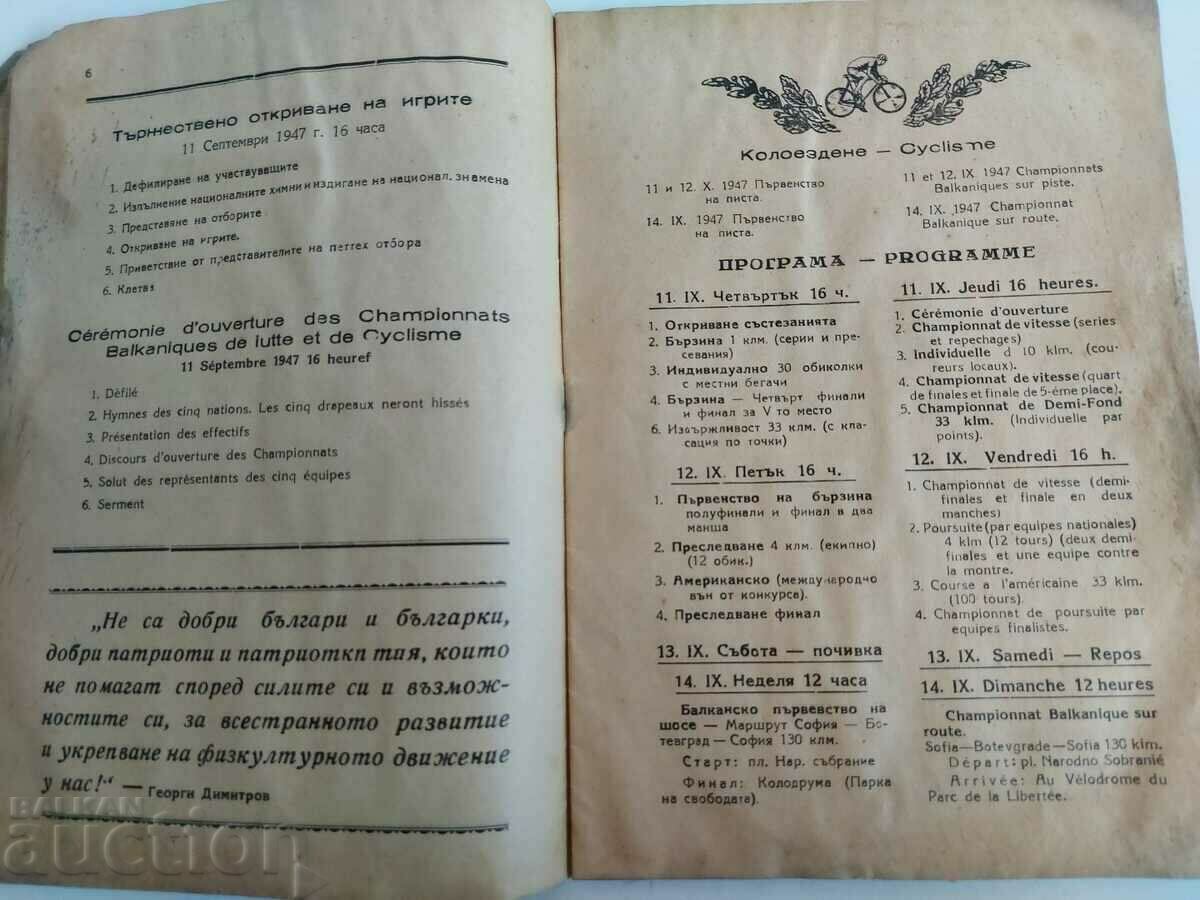 6
Тържествено откриване на игрите
11 Септември 1947 г. 16 часа
1. Дефилиране на участвуващите
2. Изпълнение националните химни и издигане на национал. знамена
3. Представяне на отборите
4. Откриване на игрите.
5. Приветствие от представителите на петтех отбора
6. Клетва
Cérémonie d'ouverture des Championnats
Balkaniques de lutte et de Cyclisme
11 Séptembre 1947 16 heuref
1. Défilé
2. Hymnes des cinq nations. Les cinq drapeaux neront hissés
3. Présentation des effectifs
4. Discours d'ouverture des Championnats
5. Solut des représentants des cinq équipes
6. Serment
„Не са добри българи и българки,
добри патриоти и патриоткп тия, които
не помагат според силите си и възмож-
ностите си, за всестранното развитие
и укрепване на физкултурното движение
у нас!“ — Георги Димитров
BALKAN
auction
Колоездене — Cyclisme
11 и 12. X. 1947 Първенство
на писта.
14. IX. 1947 Първенство
на писта.
11 et 12. IX. 1947 Championnats
Balkaniques sur piste.
14. IX. 1947 Championnat
Balkanique sur route.
ПРОГРАМА — PROGRAMME
11. IX. Четвъртък 16 ч.
1. Откриване състезанията
2. Бързина 1 клм. (серии и пре-
севания)
3. Индивидуално 30 обиколки
с местни бегачи
4. Бързина — Четвърт финали
и финал за V то место
6. Издържливост 33 клм. (с кла-
сация по точки)
12. IX. Петък 16 ч.
1. Първенство на бързина
полуфинали и финал в два
манша
2. Преследване 4 клм. (екипно)
(12 обик.)
3. Американско (международно
вън от конкурса).
4. Преследване финал
13. IX. Събота — почивка
14. IX. Неделя 12 часа
Балканско първевство на
шосе — Маршрут София — Бо-
тевград — София 130 клм.
Старт: пл. Нар. събрание
Финал: Колодрума (Парка
на свободата).
11. IX. Jeudi 16 heures.
1. Cérémonie d'ouverture
2. Championnat de vitesse (series
et repechages)
3. Individuelle d 10 klm. (cou-
reurs locaux).
4. Championnat de vitesse (quart
de finales et finale de 5-éme place).
5. Championnat de Demi-Fond
33 klm. (Individuelle par
points).
12. IX. Vendredi 16 h.
1. Championnat de vitesse (demi-
finales et finale en deux
manches)
2. Poursuite (par equipes nationales)
4 klm (12 tours) (deux demi-
finales et une equipe contre
la montre.
3. Course a l'américaine 33 klm.
(100 tours).
4. Championnat de poursuite par
equipes finalistes.
13. IX. Samedi — Repos
14. IX. Dimanche 12 heures
Championnat Balkanique sur
route.
Sofia—Botevgrade—Sofia 130 klm.
Départ: pl. Narodno Sobranié
Arrivée: Au Vélodrome du
Parc de la Libertée.